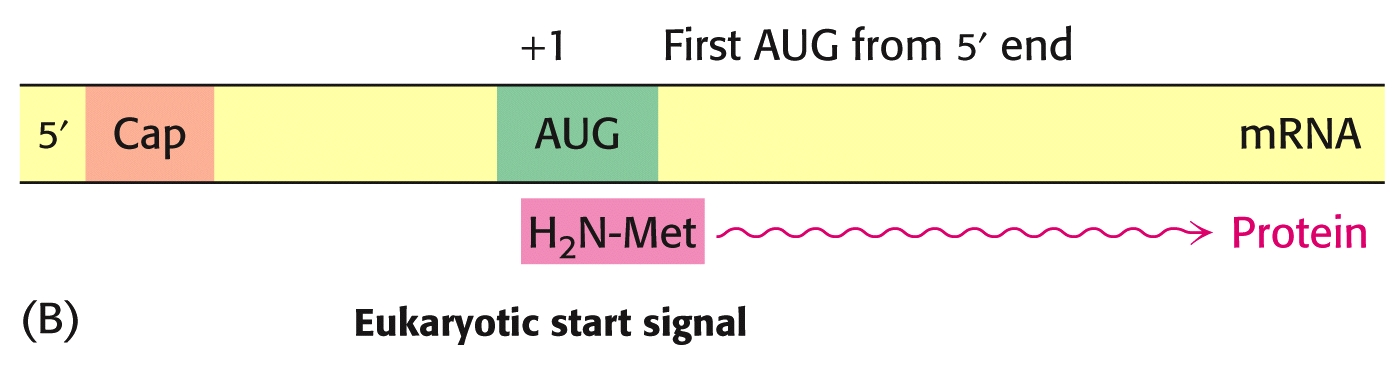 +1 First AUG from 5′ end
5′ Cap AUG mRNA
H₂N-Met Protein
(B) Eukaryotic start signal